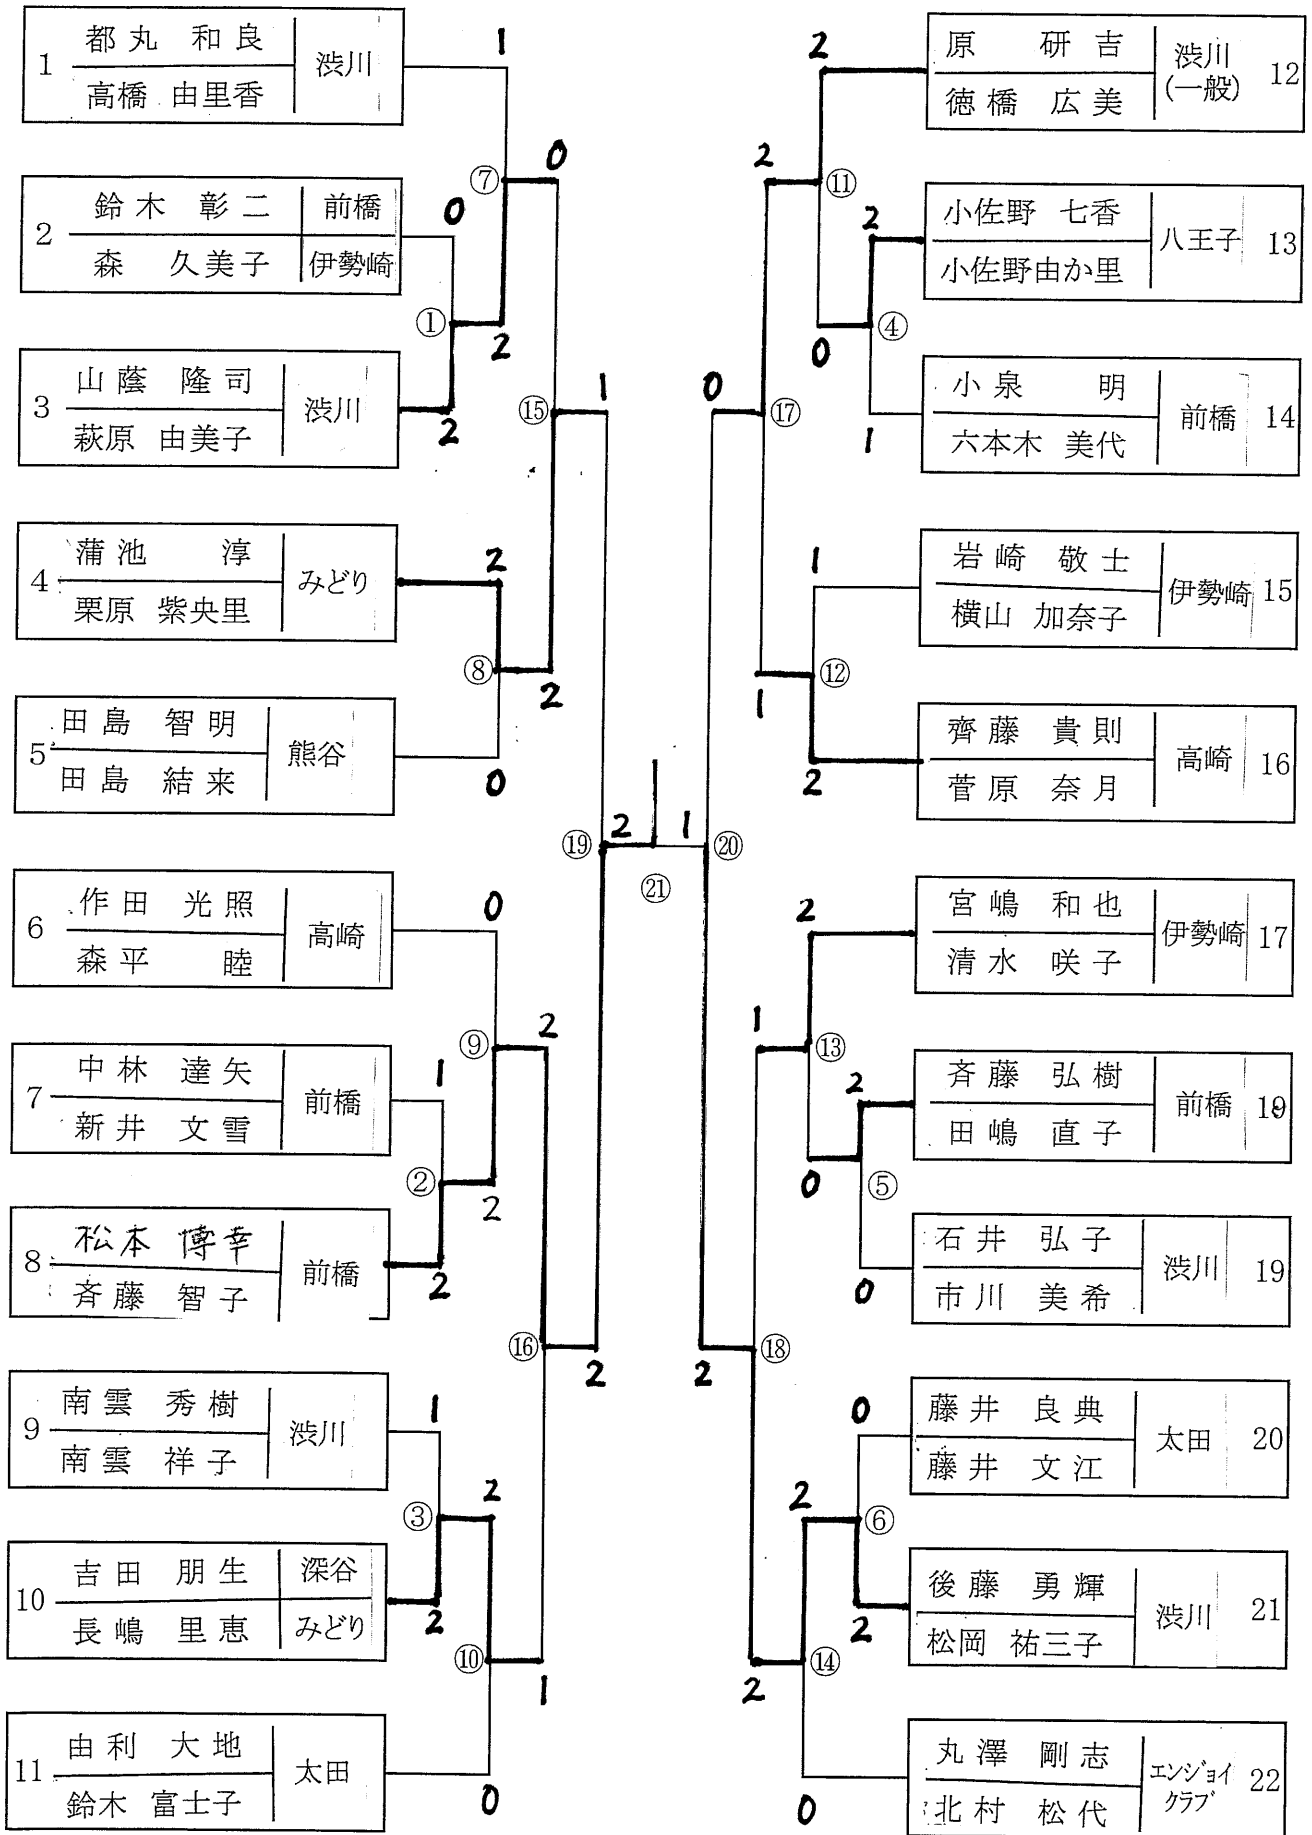 1 都丸 和良 渋川
高橋 由里香
2 鈴木 彰二 前橋
森 久美子 伊勢崎
3 山蔭 隆司 渋川
萩原 由美子
4 蒲池 淳 みどり
栗原 紫央里
5 田島 智明 熊谷
田島 結来
6 作田 光照 高崎
森平 睦
7 中林 達矢 前橋
新井 文雪
8 松本 博幸 前橋
斉藤 智子
9 南雲 秀樹 渋川
南雲 祥子
10 吉田 朋生 深谷
長嶋 里恵 みどり
11 由利 大地 太田
鈴木 富士子
1
0
⑦
0
①
2
2
⑮
1
2
⑧
2
0
⑲
2
0
⑨
2
1
②
2
2
⑯
2
1
③
2
2
⑩
1
0
㉑
2
2
⑪
2
④
0
1
0
⑰
1
⑫
1
2
1
⑳
2
1
⑬
2
0
⑤
0
2
⑱
0
2
⑥
2
2
⑭
0
原 研吉 渋川 12
徳橋 広美 (一般)
小佐野 七香 八王子 13
小佐野由か里
小泉 明 前橋 14
六本木 美代
岩崎 敬士 伊勢崎 15
横山 加奈子
齊藤 貴則 高崎 16
菅原 奈月
宮嶋 和也 伊勢崎 17
清水 咲子
斉藤 弘樹 前橋
田嶋 直子
石井 弘子 渋川 19
市川 美希
藤井 良典 太田 20
藤井 文江
後藤 勇輝 渋川 21
松岡 祐三子
丸澤 剛志 エンジョイ 22
北村 松代 クラブ